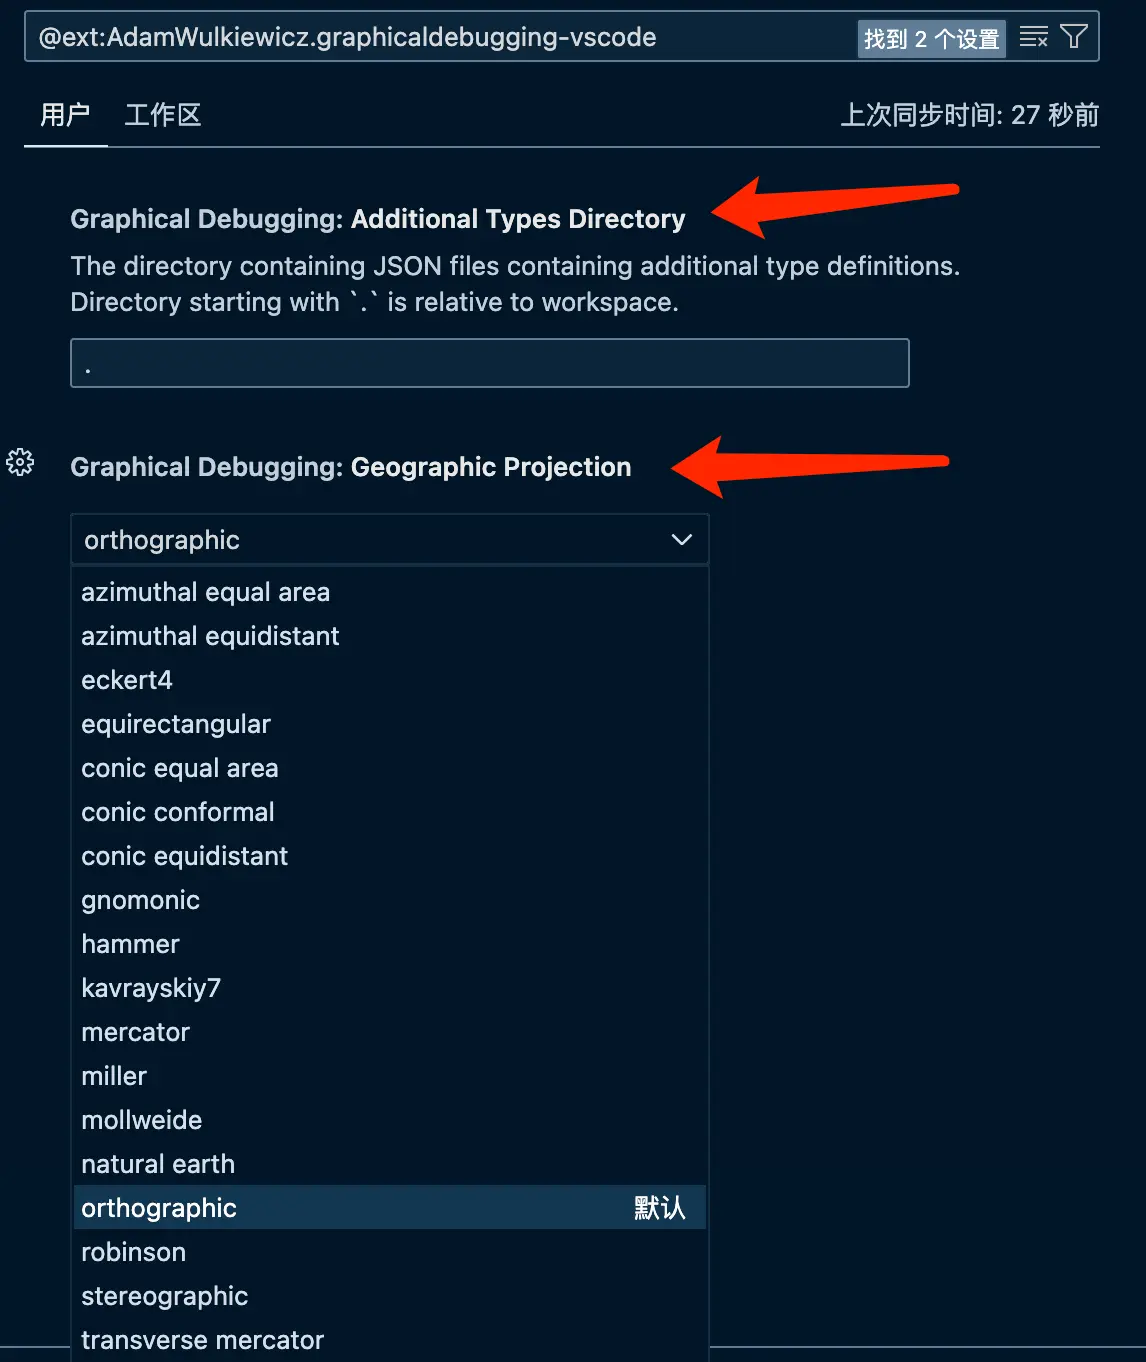 @ext:AdamWulkiewicz.graphicaldebugging-vscode
找到 2 个设置
用户
工作区
上次同步时间: 27 秒前
Graphical Debugging: Additional Types Directory
The directory containing JSON files containing additional type definitions.
Directory starting with `.` is relative to workspace.
.
Graphical Debugging: Geographic Projection
orthographic
azimuthal equal area
azimuthal equidistant
eckert4
equirectangular
conic equal area
conic conformal
conic equidistant
gnomonic
hammer
kavrayskiy7
mercator
miller
mollweide
natural earth
orthographic 默认
robinson
stereographic
transverse mercator